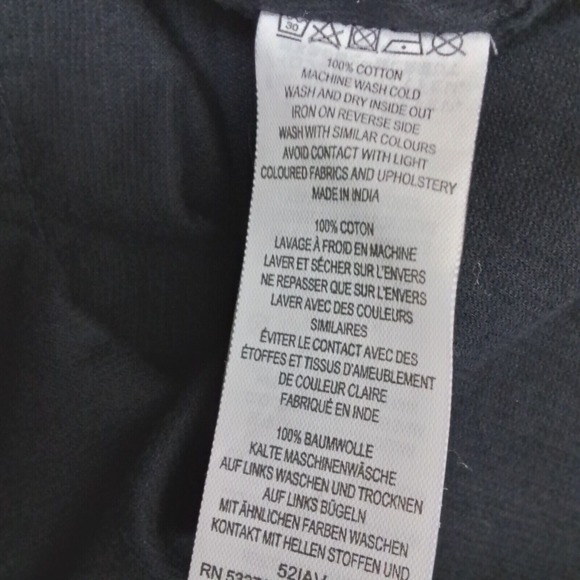 30
100% COTTON
MACHINE WASH COLD
WASH AND DRY INSIDE OUT
IRON ON REVERSE SIDE
WASH WITH SIMILAR COLOURS
AVOID CONTACT WITH LIGHT
COLOURED FABRICS AND UPHOLSTERY
MADE IN INDIA
100% COTON
LAVAGE À FROID EN MACHINE
LAVER ET SÉCHER SUR L'ENVERS
NE REPASSER QUE SUR L'ENVERS
LAVER AVEC DES COULEURS
SIMILAIRES
ÉVITER LE CONTACT AVEC DES
ÉTOFFES ET TISSUS D'AMEUBLEMENT
DE COULEUR CLAIRE
FABRIQUÉ EN INDE
100% BAUMWOLLE
KALTE MASCHINENWÄSCHE
AUF LINKS WASCHEN UND TROCKNEN
AUF LINKS BÜGELN
MIT ÄHNLICHEN FARBEN WASCHEN
KONTAKT MIT HELLEN STOFFEN UND
RN